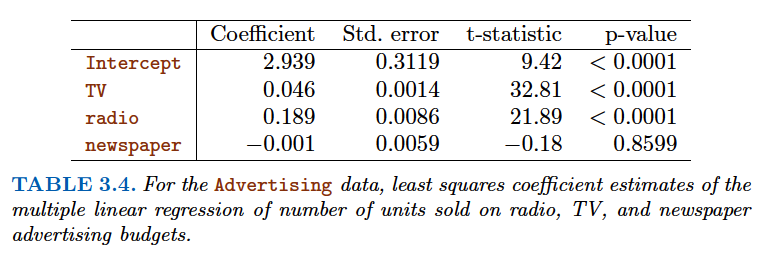 Coefficient Std. error t-statistic p-value
Intercept 2.939 0.3119 9.42 < 0.0001
TV 0.046 0.0014 32.81 < 0.0001
radio 0.189 0.0086 21.89 < 0.0001
newspaper −0.001 0.0059 −0.18 0.8599
TABLE 3.4. For the Advertising data, least squares coefficient estimates of the
multiple linear regression of number of units sold on radio, TV, and newspaper
advertising budgets.